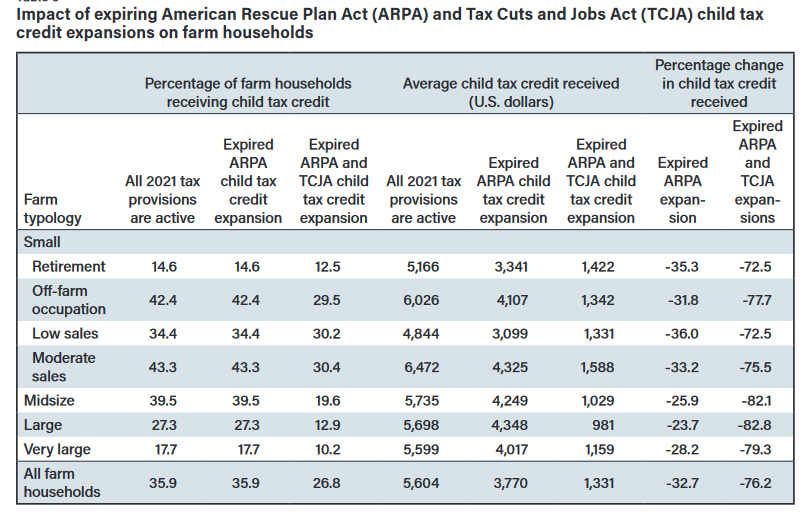 Impact of expiring American Rescue Plan Act (ARPA) and Tax Cuts and Jobs Act (TCJA) child tax
credit expansions on farm households
Percentage of farm households
receiving child tax credit
Average child tax credit received
(U.S. dollars)
Percentage change
in child tax credit
received
Farm
typology
All 2021 tax
provisions
are active
Expired
ARPA
child tax
credit
expansion
Expired
ARPA and
TCJA child
tax credit
expansion
All 2021 tax
provisions
are active
Expired
ARPA child
tax credit
expansion
Expired
ARPA and
TCJA child
tax credit
expansion
Expired
ARPA
expan-
sion
Expired
ARPA
and
TCJA
expan-
sions
Small
Retirement 14.6 14.6 12.5 5,166 3,341 1,422 -35.3 -72.5
Off-farm
occupation 42.4 42.4 29.5 6,026 4,107 1,342 -31.8 -77.7
Low sales 34.4 34.4 30.2 4,844 3,099 1,331 -36.0 -72.5
Moderate
sales 43.3 43.3 30.4 6,472 4,325 1,588 -33.2 -75.5
Midsize 39.5 39.5 19.6 5,735 4,249 1,029 -25.9 -82.1
Large 27.3 27.3 12.9 5,698 4,348 981 -23.7 -82.8
Very large 17.7 17.7 10.2 5,599 4,017 1,159 -28.2 -79.3
All farm
households 35.9 35.9 26.8 5,604 3,770 1,331 -32.7 -76.2